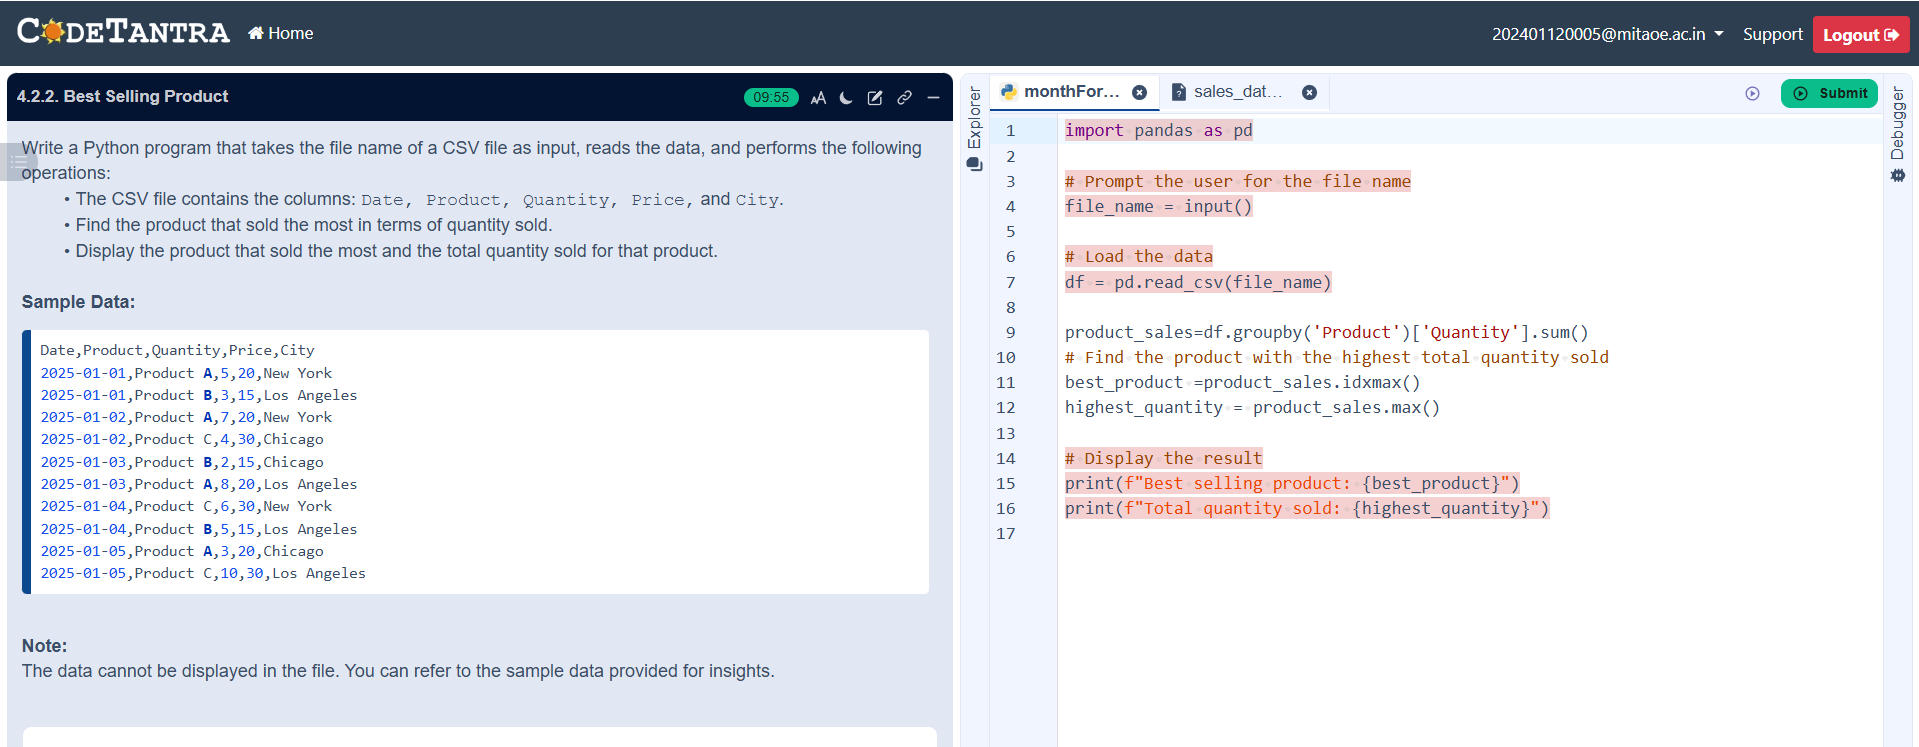 CODETANTRA Home 202401120005@mitaoe.ac.in Support Logout
4.2.2. Best Selling Product 09:55
Write a Python program that takes the file name of a CSV file as input, reads the data, and performs the following
operations:
• The CSV file contains the columns: Date, Product, Quantity, Price, and City.
• Find the product that sold the most in terms of quantity sold.
• Display the product that sold the most and the total quantity sold for that product.
Sample Data:
Date,Product,Quantity,Price,City
2025-01-01,Product A,5,20,New York
2025-01-01,Product B,3,15,Los Angeles
2025-01-02,Product A,7,20,New York
2025-01-02,Product C,4,30,Chicago
2025-01-03,Product B,2,15,Chicago
2025-01-03,Product A,8,20,Los Angeles
2025-01-04,Product C,6,30,New York
2025-01-04,Product B,5,15,Los Angeles
2025-01-05,Product A,3,20,Chicago
2025-01-05,Product C,10,30,Los Angeles
Note:
The data cannot be displayed in the file. You can refer to the sample data provided for insights.
Explorer
monthFor... sales_dat... Submit
Debugger
1 import pandas as pd
2
3 # Prompt the user for the file name
4 file_name = input()
5
6 # Load the data
7 df = pd.read_csv(file_name)
8
9 product_sales=df.groupby('Product')['Quantity'].sum()
10 # Find the product with the highest total quantity sold
11 best_product =product_sales.idxmax()
12 highest_quantity = product_sales.max()
13
14 # Display the result
15 print(f"Best selling product: {best_product}")
16 print(f"Total quantity sold: {highest_quantity}")
17